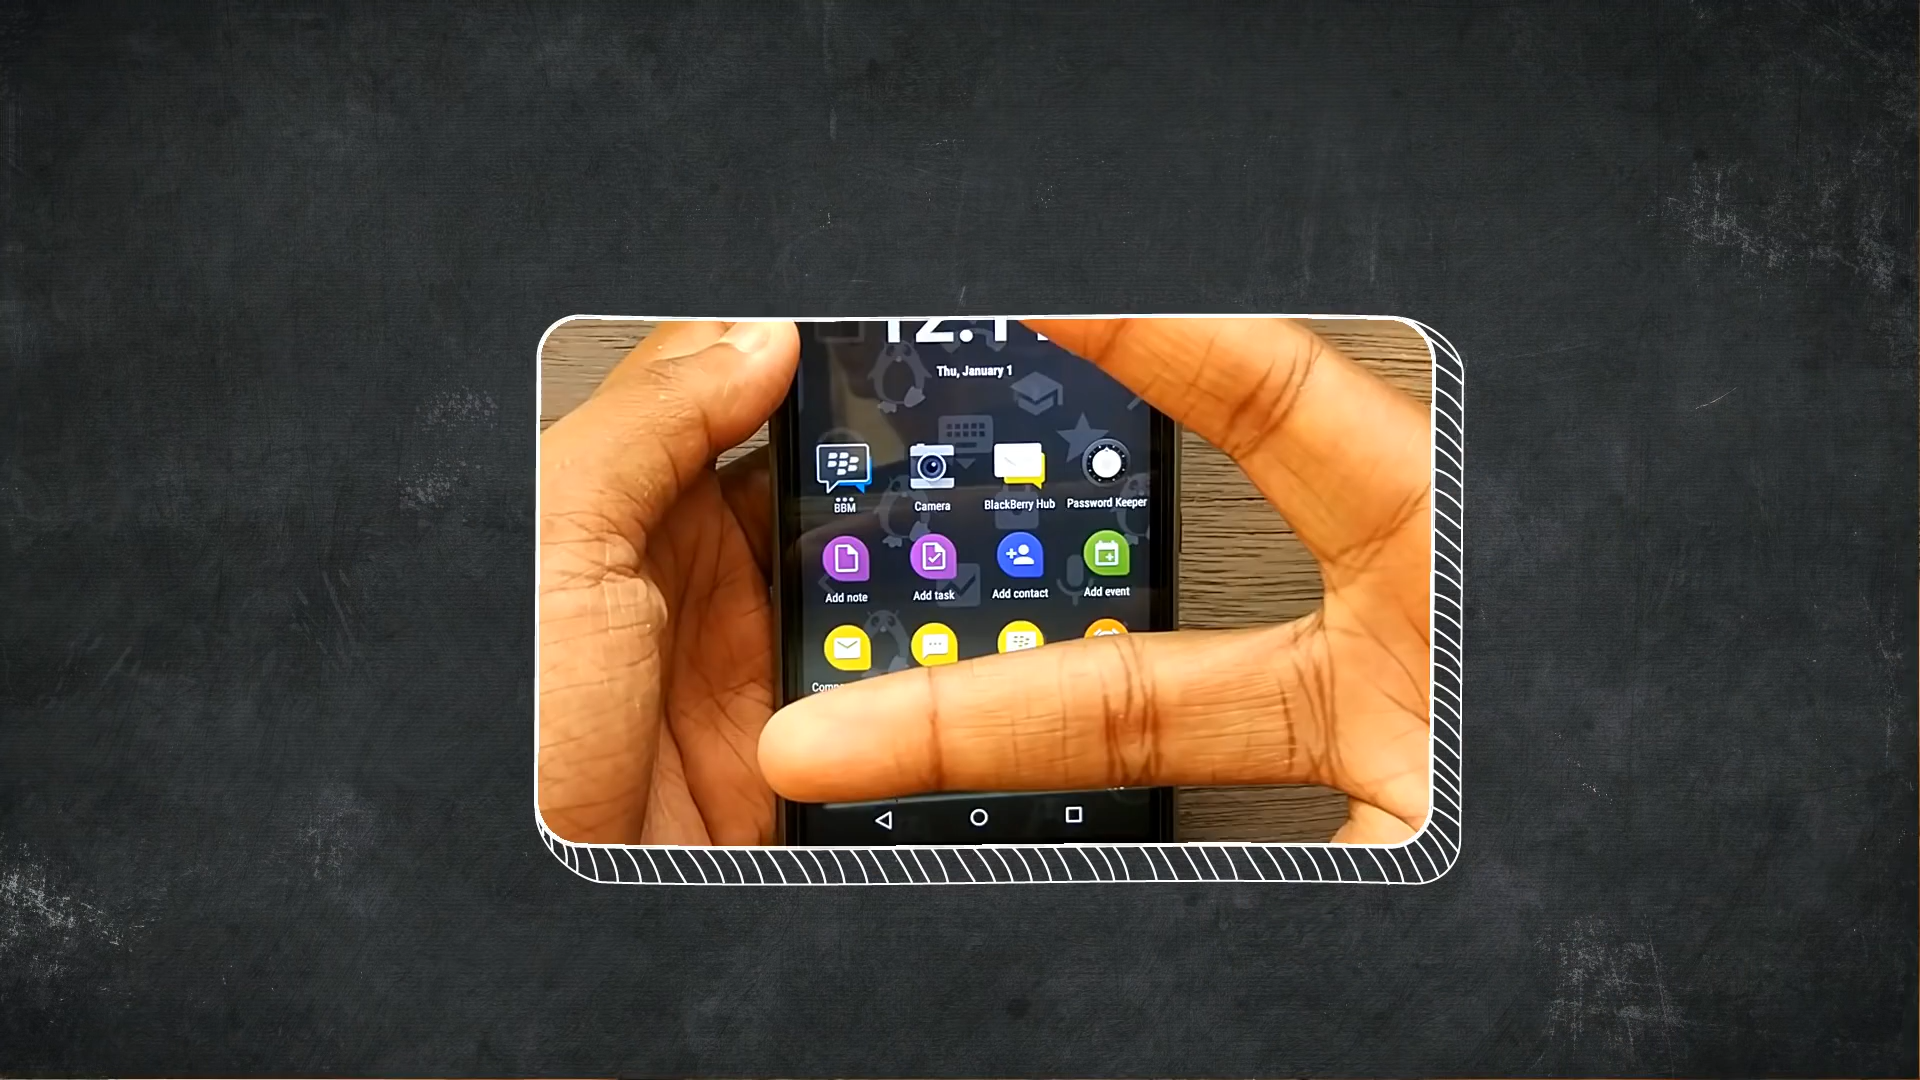 Thu, January 1
BBM
Camera
BlackBerry Hub
Password Keeper
Add note
Add task
Add contact
Add event